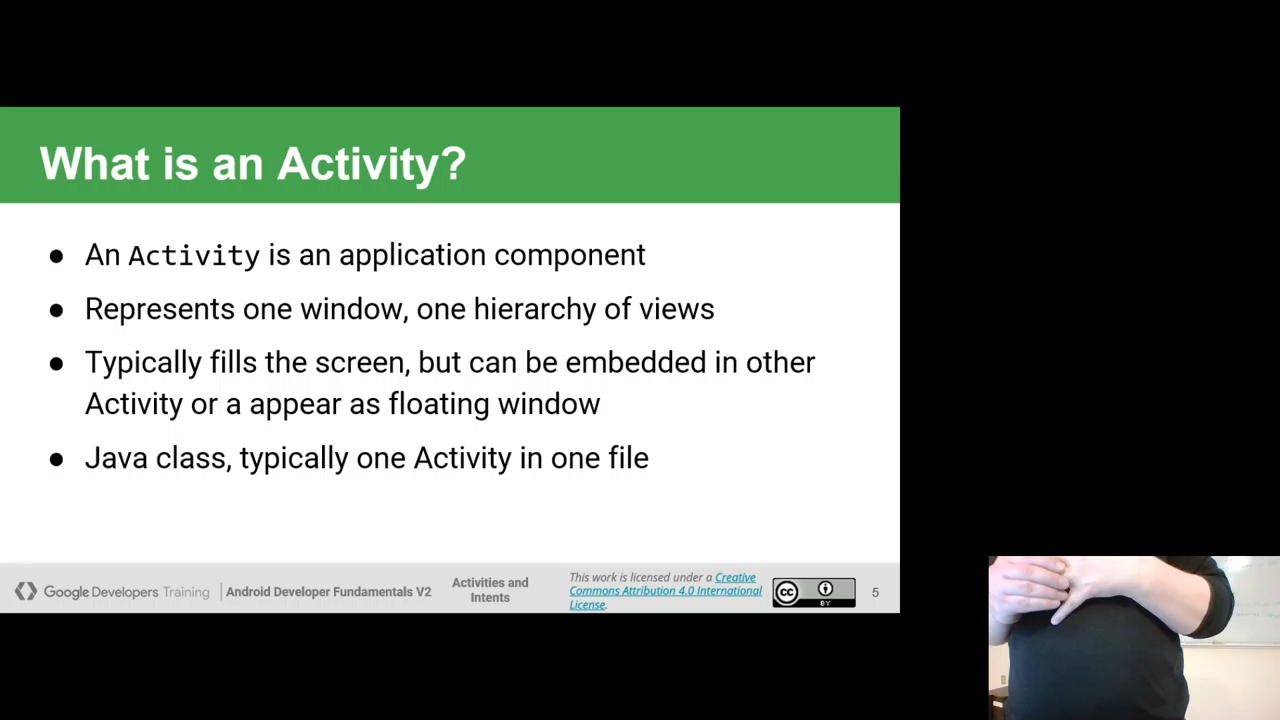 What is an Activity?
● An Activity is an application component
● Represents one window, one hierarchy of views
● Typically fills the screen, but can be embedded in other
Activity or a appear as floating window
● Java class, typically one Activity in one file
Google Developers Training
Android Developer Fundamentals V2
Activities and
Intents
This work is licensed under a Creative
Commons Attribution 4.0 International
License.
cc
BY
5